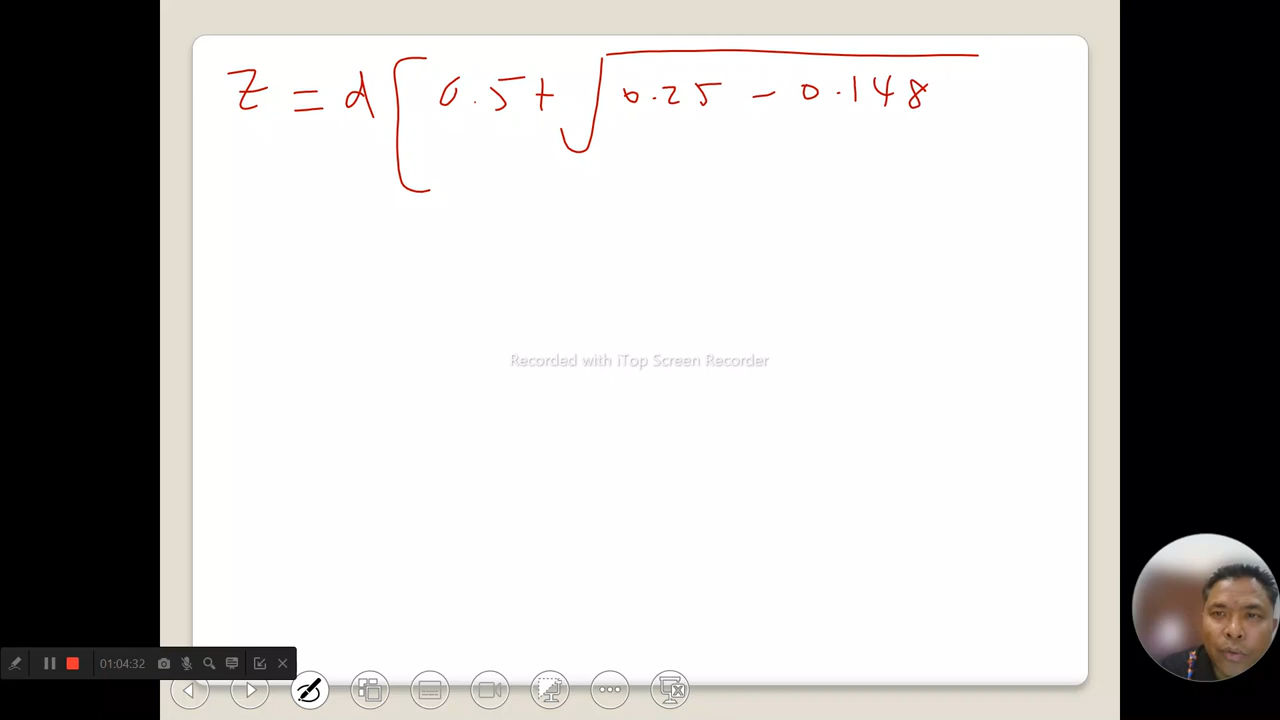 Z = d [ 0.5 + √0.25 - 0.148
Recorded with iTop Screen Recorder
01:04:32